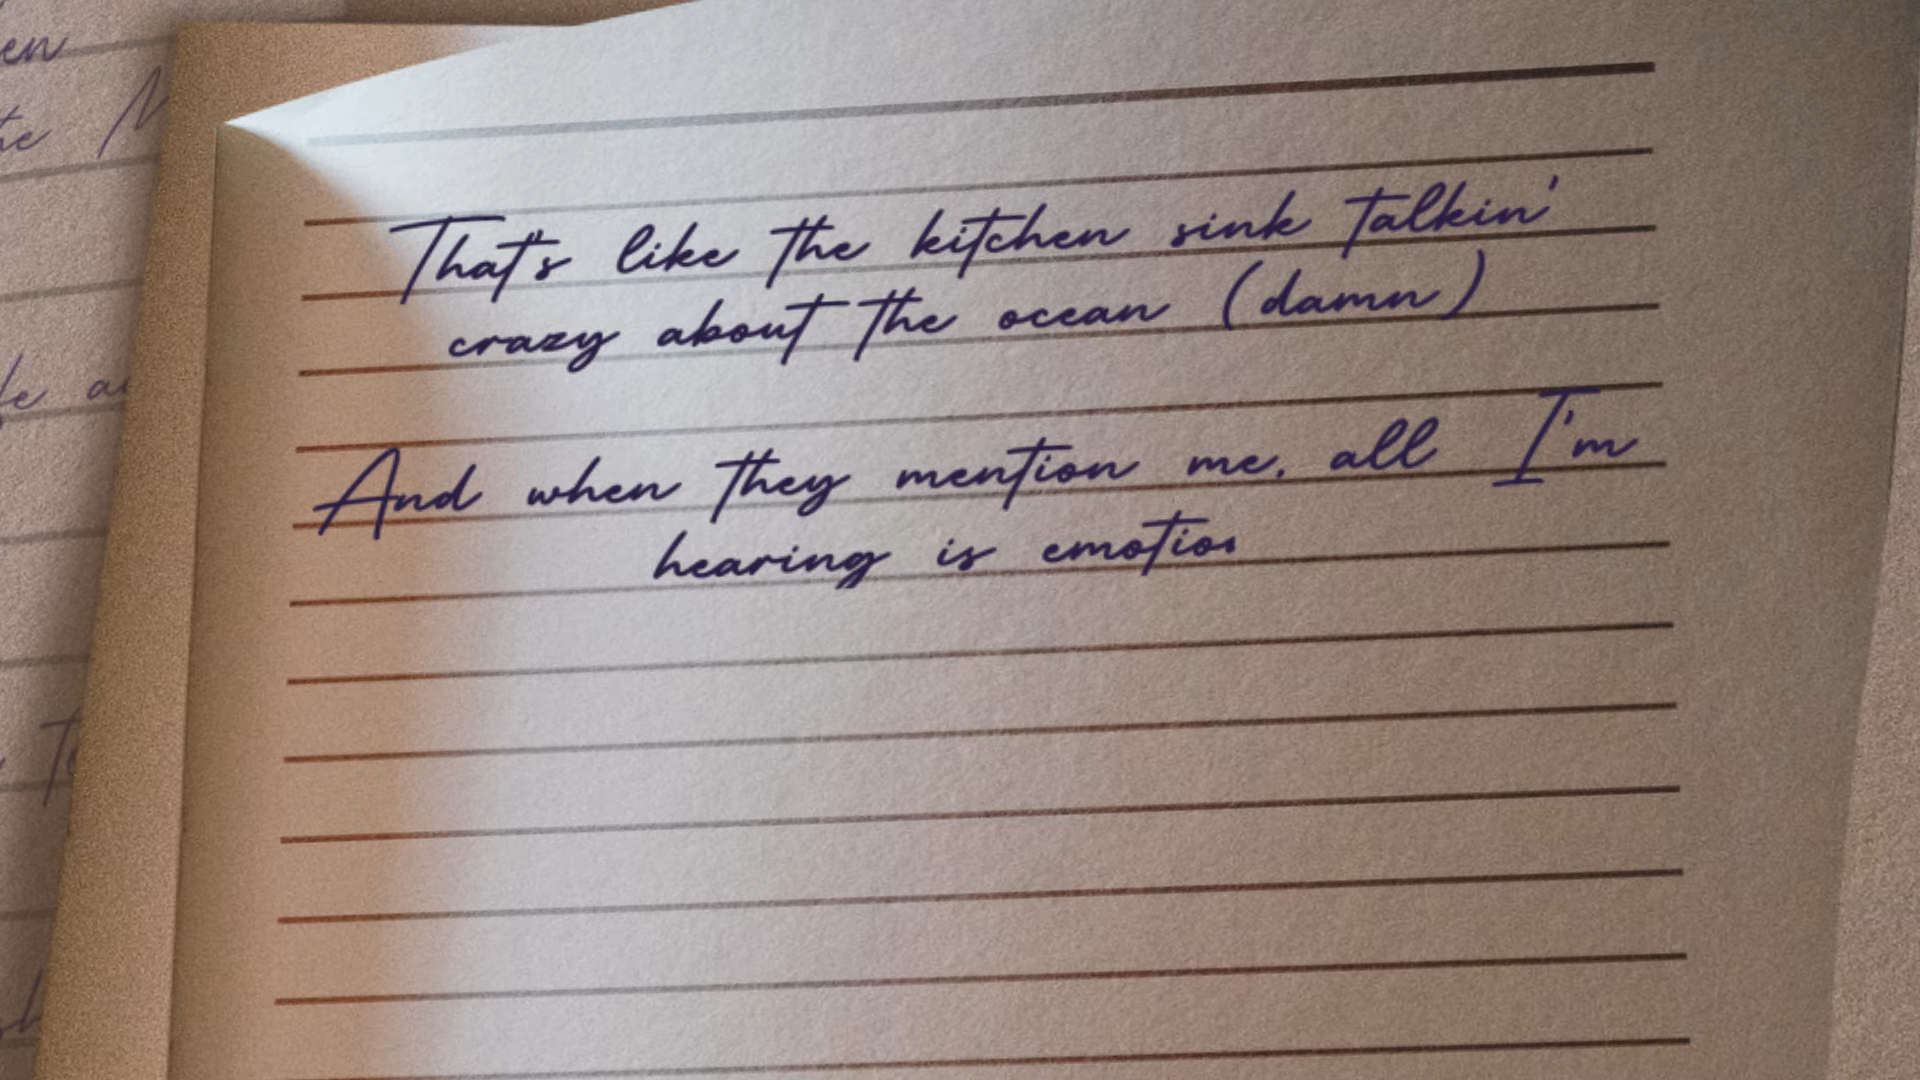 That's like the kitchen sink talkin'
crazy about the ocean (damn)
And when they mention me, all I'm
hearing is emotio